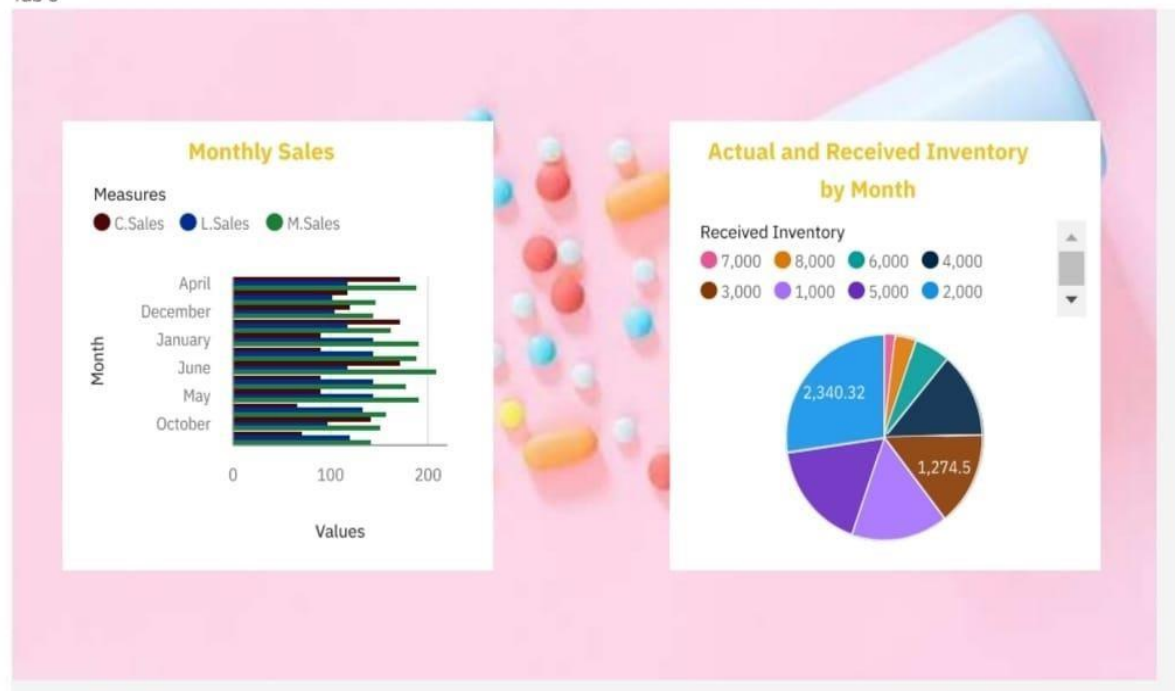 Monthly Sales
Measures
C.Sales L.Sales M.Sales
April
December
January
June
May
October
Month
0 100 200
Values
Actual and Received Inventory
by Month
Received Inventory
7,000 8,000 6,000 4,000
3,000 1,000 5,000 2,000
2,340.32
1,274.5